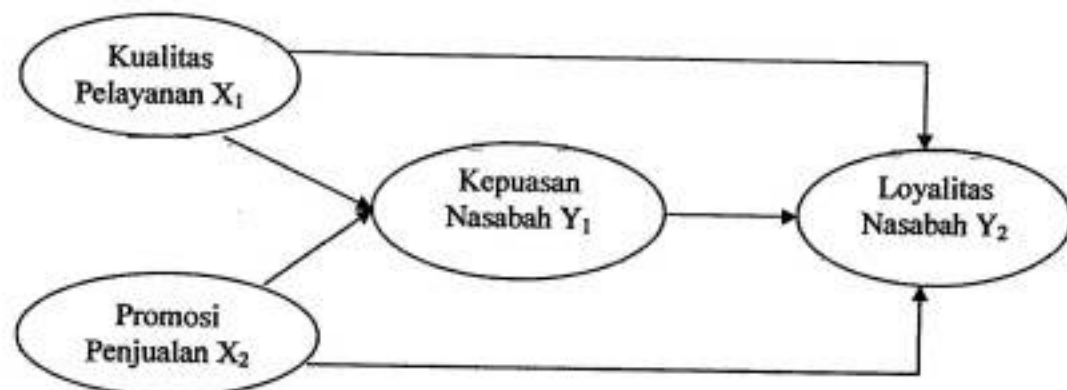 Kualitas
Pelayanan X₁
Kepuasan
Nasabah Y₁
Loyalitas
Nasabah Y₂
Promosi
Penjualan X₂